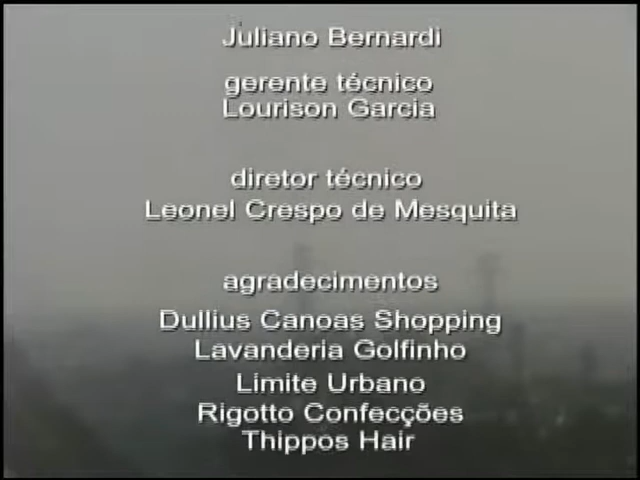 Juliano Bernardi
gerente técnico
Lourison Garcia
diretor técnico
Leonel Crespo de Mesquita
agradecimentos
Dullius Canoas Shopping
Lavanderia Golfinho
Limite Urbano
Rigotto Confecções
Thippos Hair